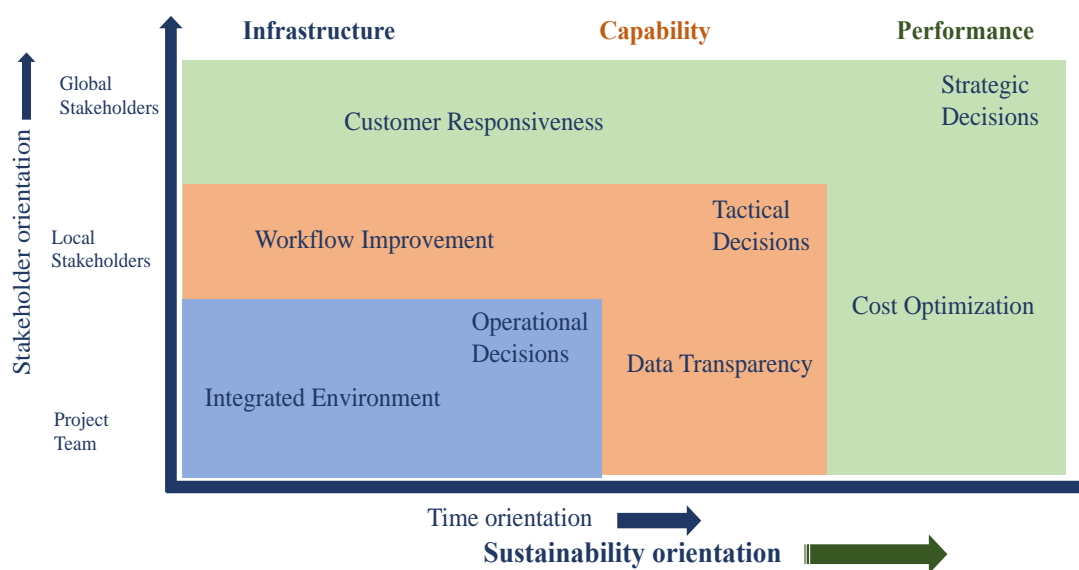 Infrastructure
Capability
Performance
Stakeholder orientation
Global
Stakeholders
Strategic
Decisions
Customer Responsiveness
Local
Stakeholders
Tactical
Decisions
Workflow Improvement
Cost Optimization
Operational
Decisions
Data Transparency
Integrated Environment
Project
Team
Time orientation
Sustainability orientation